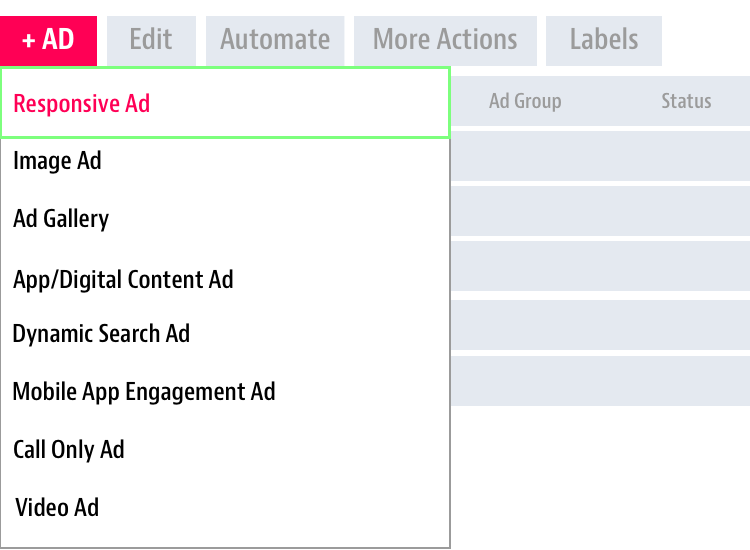 + AD Edit Automate More Actions Labels
Responsive Ad
Ad Group Status
Image Ad
Ad Gallery
App/Digital Content Ad
Dynamic Search Ad
Mobile App Engagement Ad
Call Only Ad
Video Ad